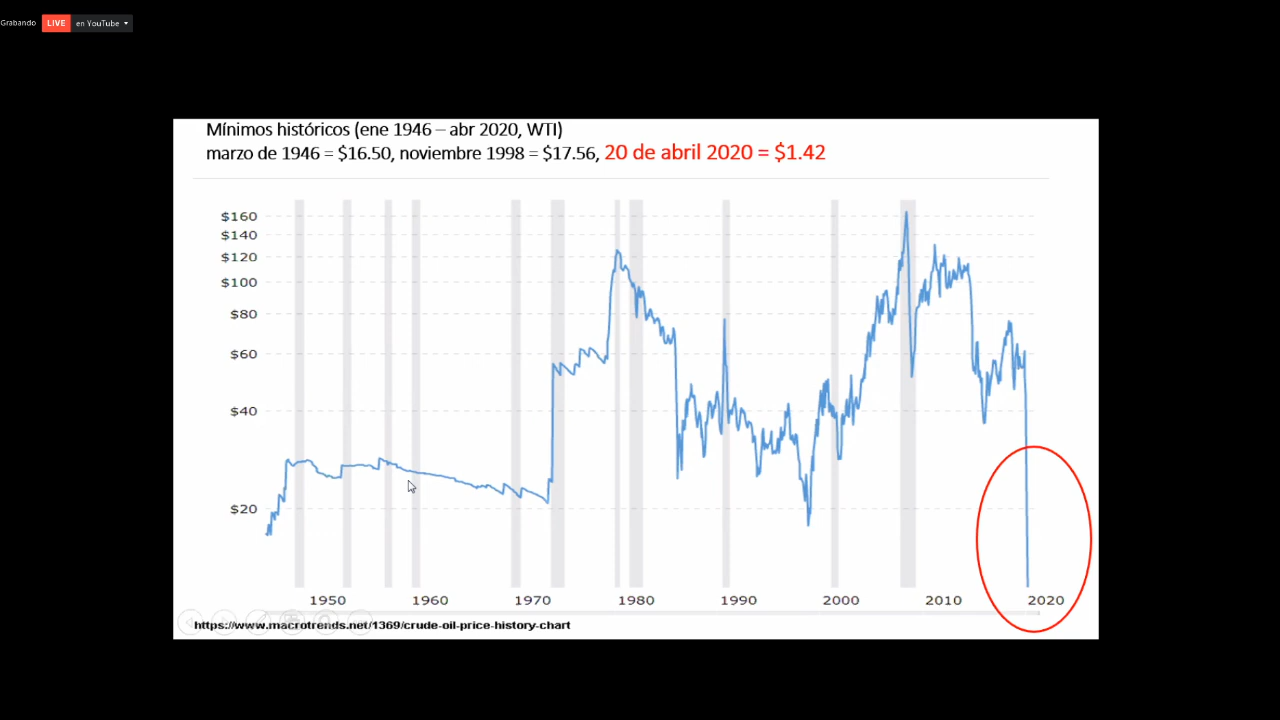 Grabando LIVE en YouTube
Mínimos históricos (ene 1946 – abr 2020, WTI)
marzo de 1946 = $16.50, noviembre 1998 = $17.56, 20 de abril 2020 = $1.42
$160
$140
$120
$100
$80
$60
$40
$20
1950 1960 1970 1980 1990 2000 2010 2020
https://www.macrotrends.net/1369/crude-oil-price-history-chart